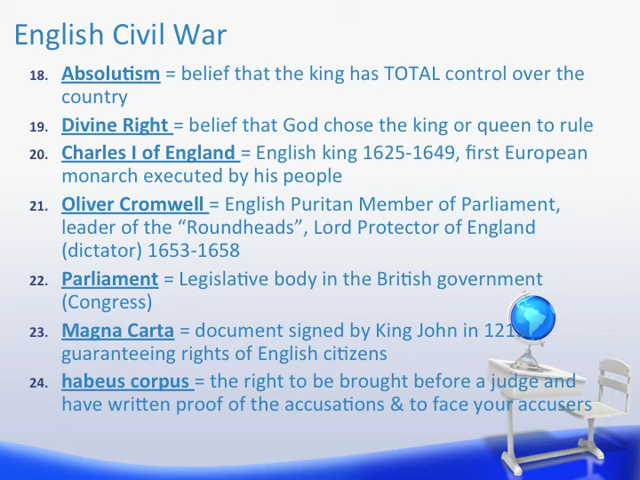 English Civil War
18. Absolutism = belief that the king has TOTAL control over the
country
19. Divine Right = belief that God chose the king or queen to rule
20. Charles I of England = English king 1625-1649, first European
monarch executed by his people
21. Oliver Cromwell = English Puritan Member of Parliament,
leader of the “Roundheads”, Lord Protector of England
(dictator) 1653-1658
22. Parliament = Legislative body in the British government
(Congress)
23. Magna Carta = document signed by King John in
guaranteeing rights of English citizens
24. habeus corpus = the right to be brought before a judge and
have written proof of the accusations & to face your accusers